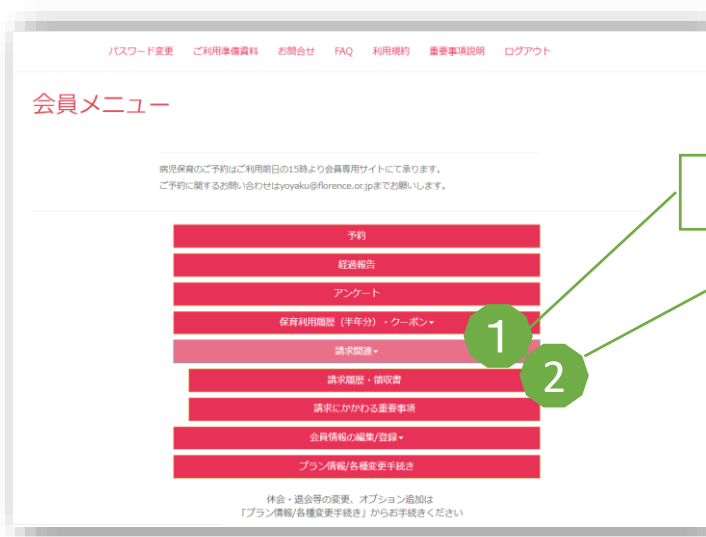 パスワード変更 ご利用準備資料 お問合せ FAQ 利用規約 重要事項説明 ログアウト
会員メニュー
病児保育のご予約はご利用前日の15時より会員専用サイトにて承ります。
ご予約に関するお問い合わせはyoyaku@florence.or.jpまでお願いします。
予約
経過報告
アンケート
保育利用履歴（半年分）・クーポン▾
1
請求関連▾
2
請求履歴・領収書
請求にかかわる重要事項
会員情報の編集/登録▾
プラン情報/各種変更手続き
休会・退会等の変更、オプション追加は
「プラン情報/各種変更手続き」からお手続きください